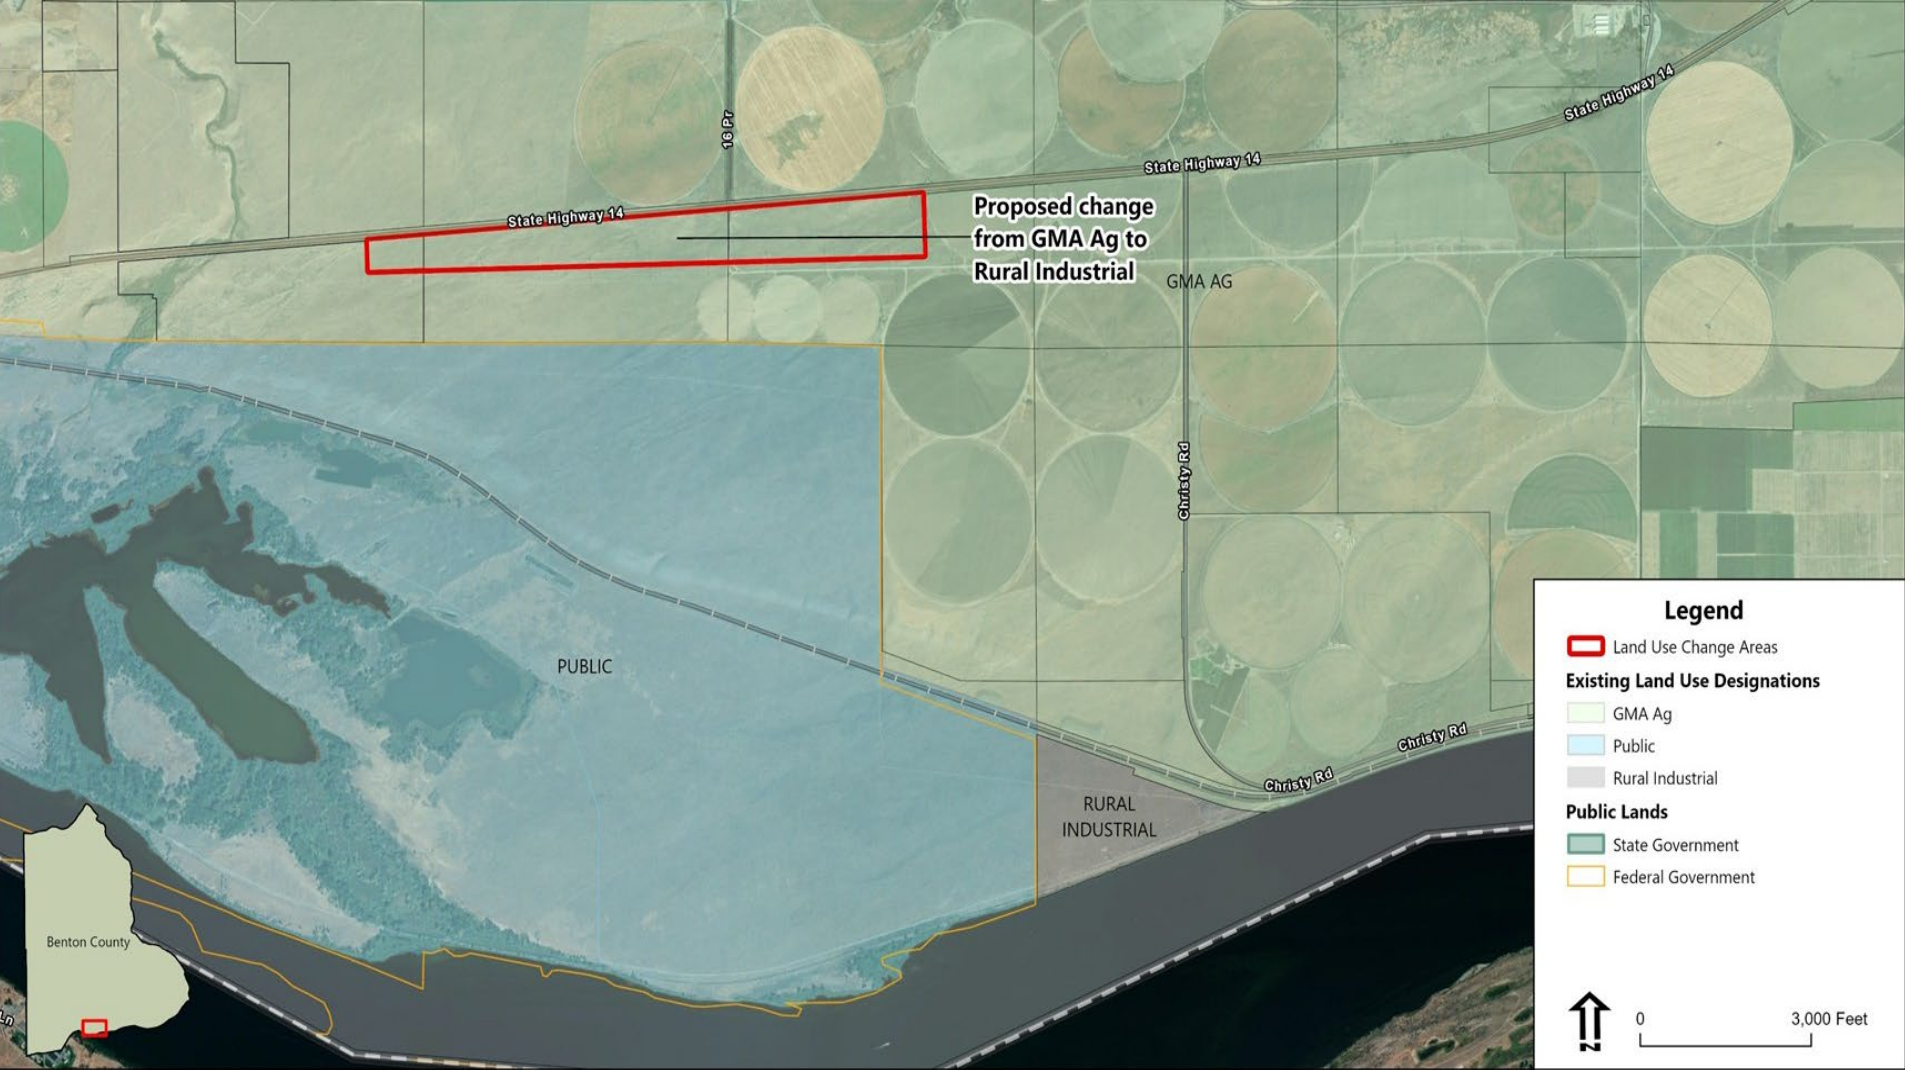 16 Pr
State Highway 14
State Highway 14
State Highway 14
Proposed change
from GMA Ag to
Rural Industrial
GMA AG
Christy Rd
PUBLIC
Christy Rd
Christy Rd
RURAL
INDUSTRIAL
Benton County
Ln
Legend
Land Use Change Areas
Existing Land Use Designations
GMA Ag
Public
Rural Industrial
Public Lands
State Government
Federal Government
N
0 3,000 Feet